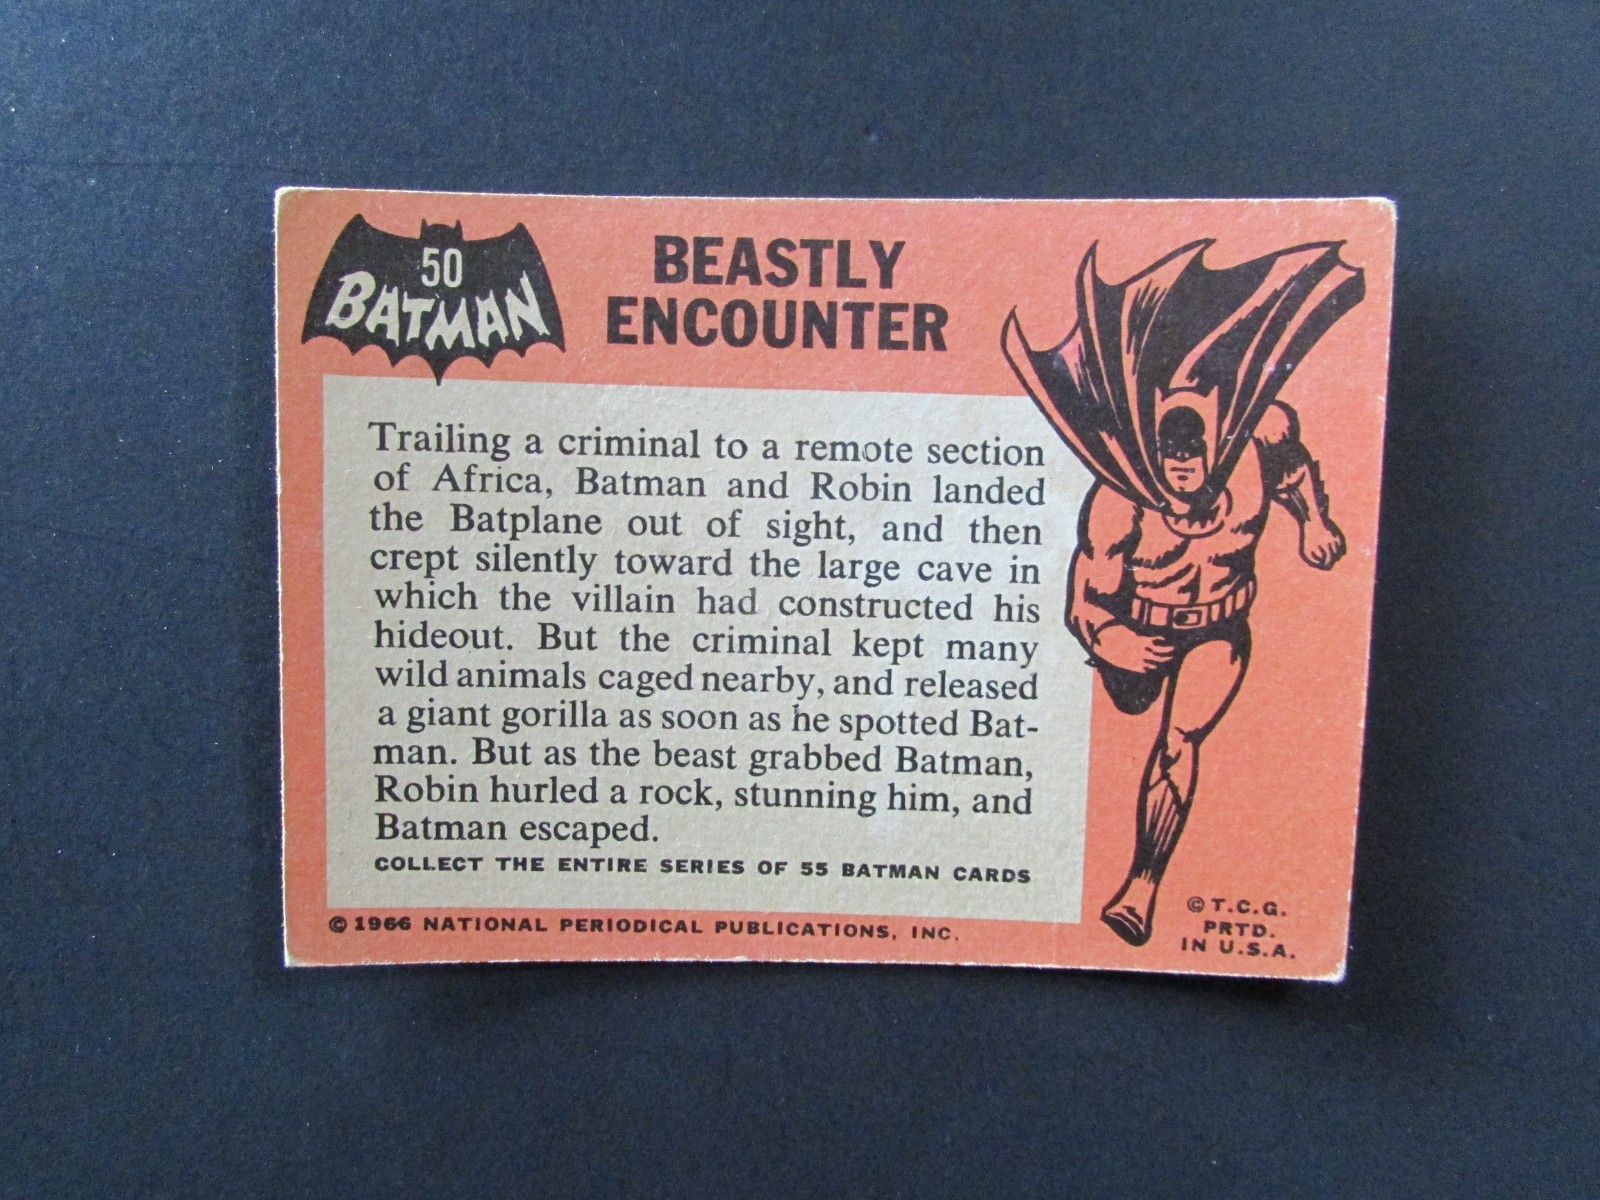 50
BATMAN
BEASTLY
ENCOUNTER
Trailing a criminal to a remote section
of Africa, Batman and Robin landed
the Batplane out of sight, and then
crept silently toward the large cave in
which the villain had constructed his
hideout. But the criminal kept many
wild animals caged nearby, and released
a giant gorilla as soon as he spotted Bat-
man. But as the beast grabbed Batman,
Robin hurled a rock, stunning him, and
Batman escaped.
COLLECT THE ENTIRE SERIES OF 55 BATMAN CARDS
© 1966 NATIONAL PERIODICAL PUBLICATIONS, INC.
© T.C.G.
PRTD.
IN U.S.A.